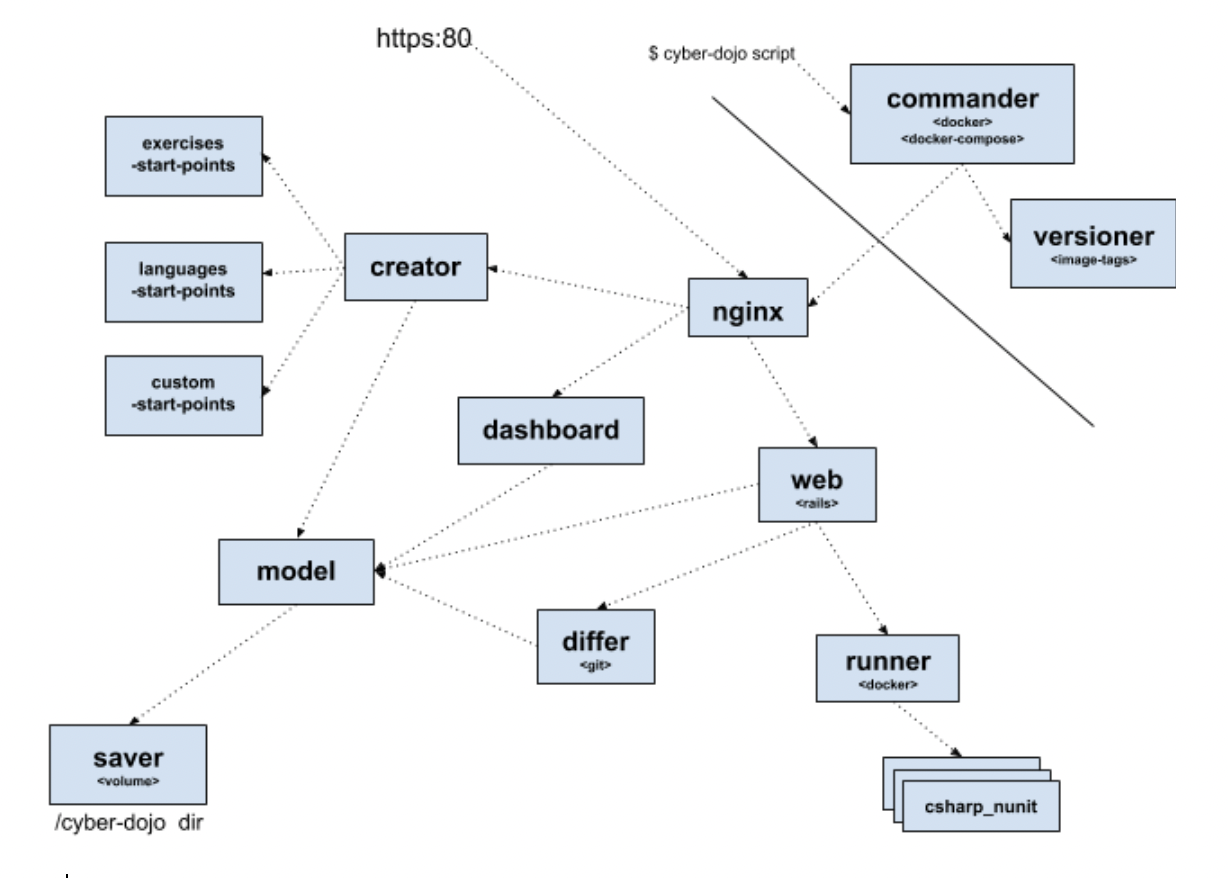 https:80
$ cyber-dojo script
commander
<docker>
<docker-compose>
exercises
-start-points
versioner
<image-tags>
creator
languages
-start-points
nginx
custom
-start-points
dashboard
web
<rails>
model
differ
<git>
runner
<docker>
saver
<volume>
csharp_nunit
/cyber-dojo dir